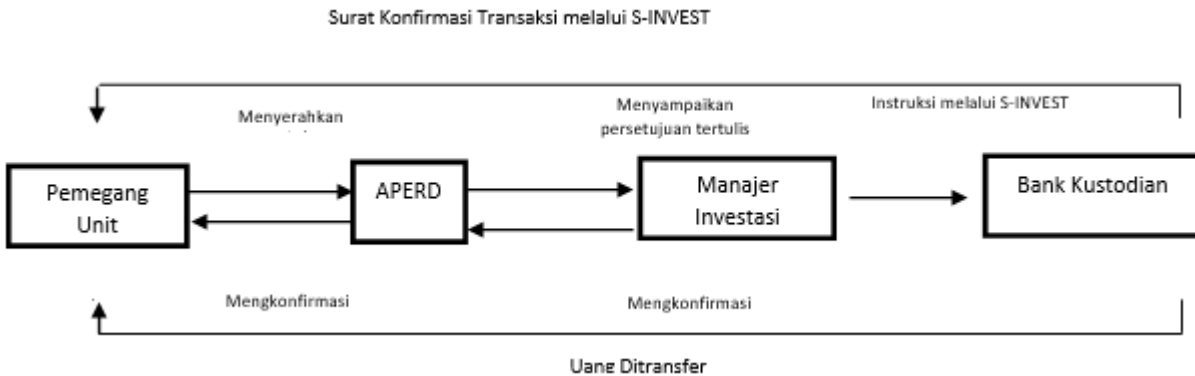 Surat Konfirmasi Transaksi melalui S-INVEST
Menyerahkan
Menyampaikan
persetujuan tertulis
Instruksi melalui S-INVEST
Pemegang
Unit
APERD
Manajer
Investasi
Bank Kustodian
Mengkonfirmasi
Mengkonfirmasi
Uang Ditransfer